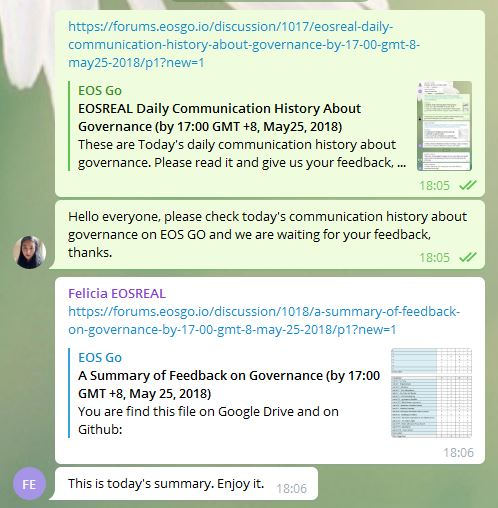 https://forums.eosgo.io/discussion/1017/eosreal-daily-
communication-history-about-governance-by-17-00-gmt-8-
may25-2018/p1?new=1
EOS Go
EOSREAL Daily Communication History About
Governance (by 17:00 GMT +8, May25, 2018)
These are Today's daily communication history about
governance. Please read it and give us your feedback, ...
18:05
Hello everyone, please check today's communication history about
governance on EOS GO and we are waiting for your feedback,
thanks.
18:05
Felicia EOSREAL
https://forums.eosgo.io/discussion/1018/a-summary-of-feedback-
on-governance-by-17-00-gmt-8-may-25-2018/p1?new=1
EOS Go
A Summary of Feedback on Governance (by 17:00
GMT +8, May 25, 2018)
You are find this file on Google Drive and on
Github:
18:06
FE
This is today's summary. Enjoy it.
18:06